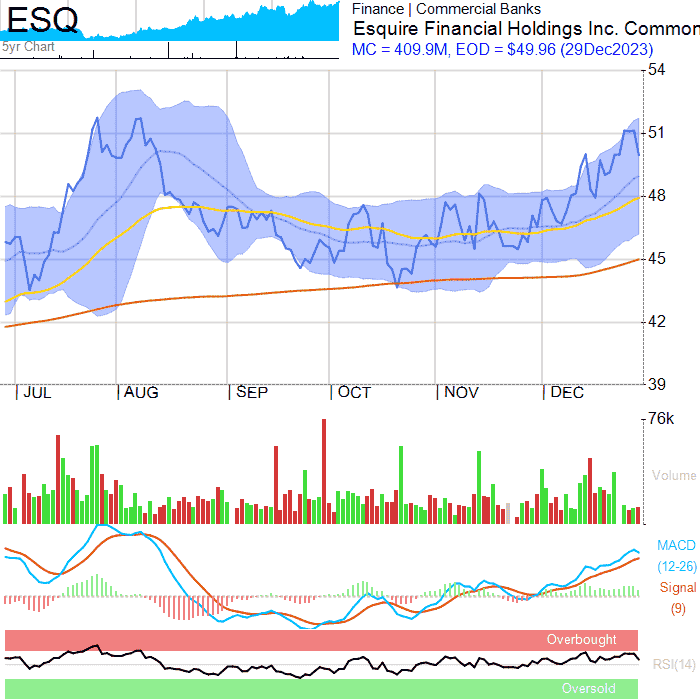 ESQ
5yr Chart
Finance | Commercial Banks
Esquire Financial Holdings Inc. Common
MC = 409.9M, EOD = $49.96 (29Dec2023)
54
51
48
45
42
39
JUL AUG SEP OCT NOV DEC
76k
Volume
MACD
(12-26)
Signal
(9)
Overbought
RSI(14)
Oversold